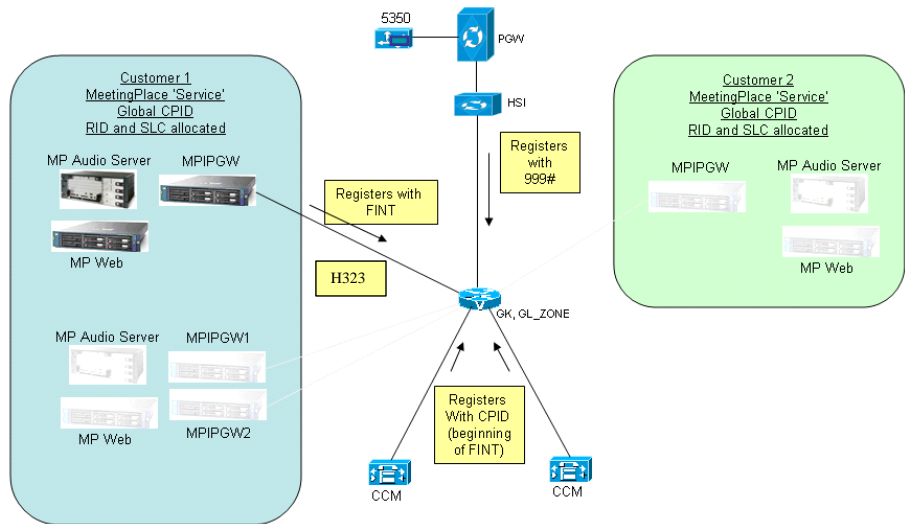 5350
PGW
HSI
Customer 1
MeetingPlace 'Service'
Global CPID
RID and SLC allocated
MP Audio Server
MPIPGW
MP Web
Registers with
FINT
H323
Registers
with
999#
Customer 2
MeetingPlace 'Service'
Global CPID
RID and SLC allocated
MPIPGW
MP Audio Server
MP Web
GK, GL_ZONE
V
MP Audio Server
MPIPGW1
MP Web
MPIPGW2
Registers
With CPID
(beginning
of FINT)
CCM
CCM